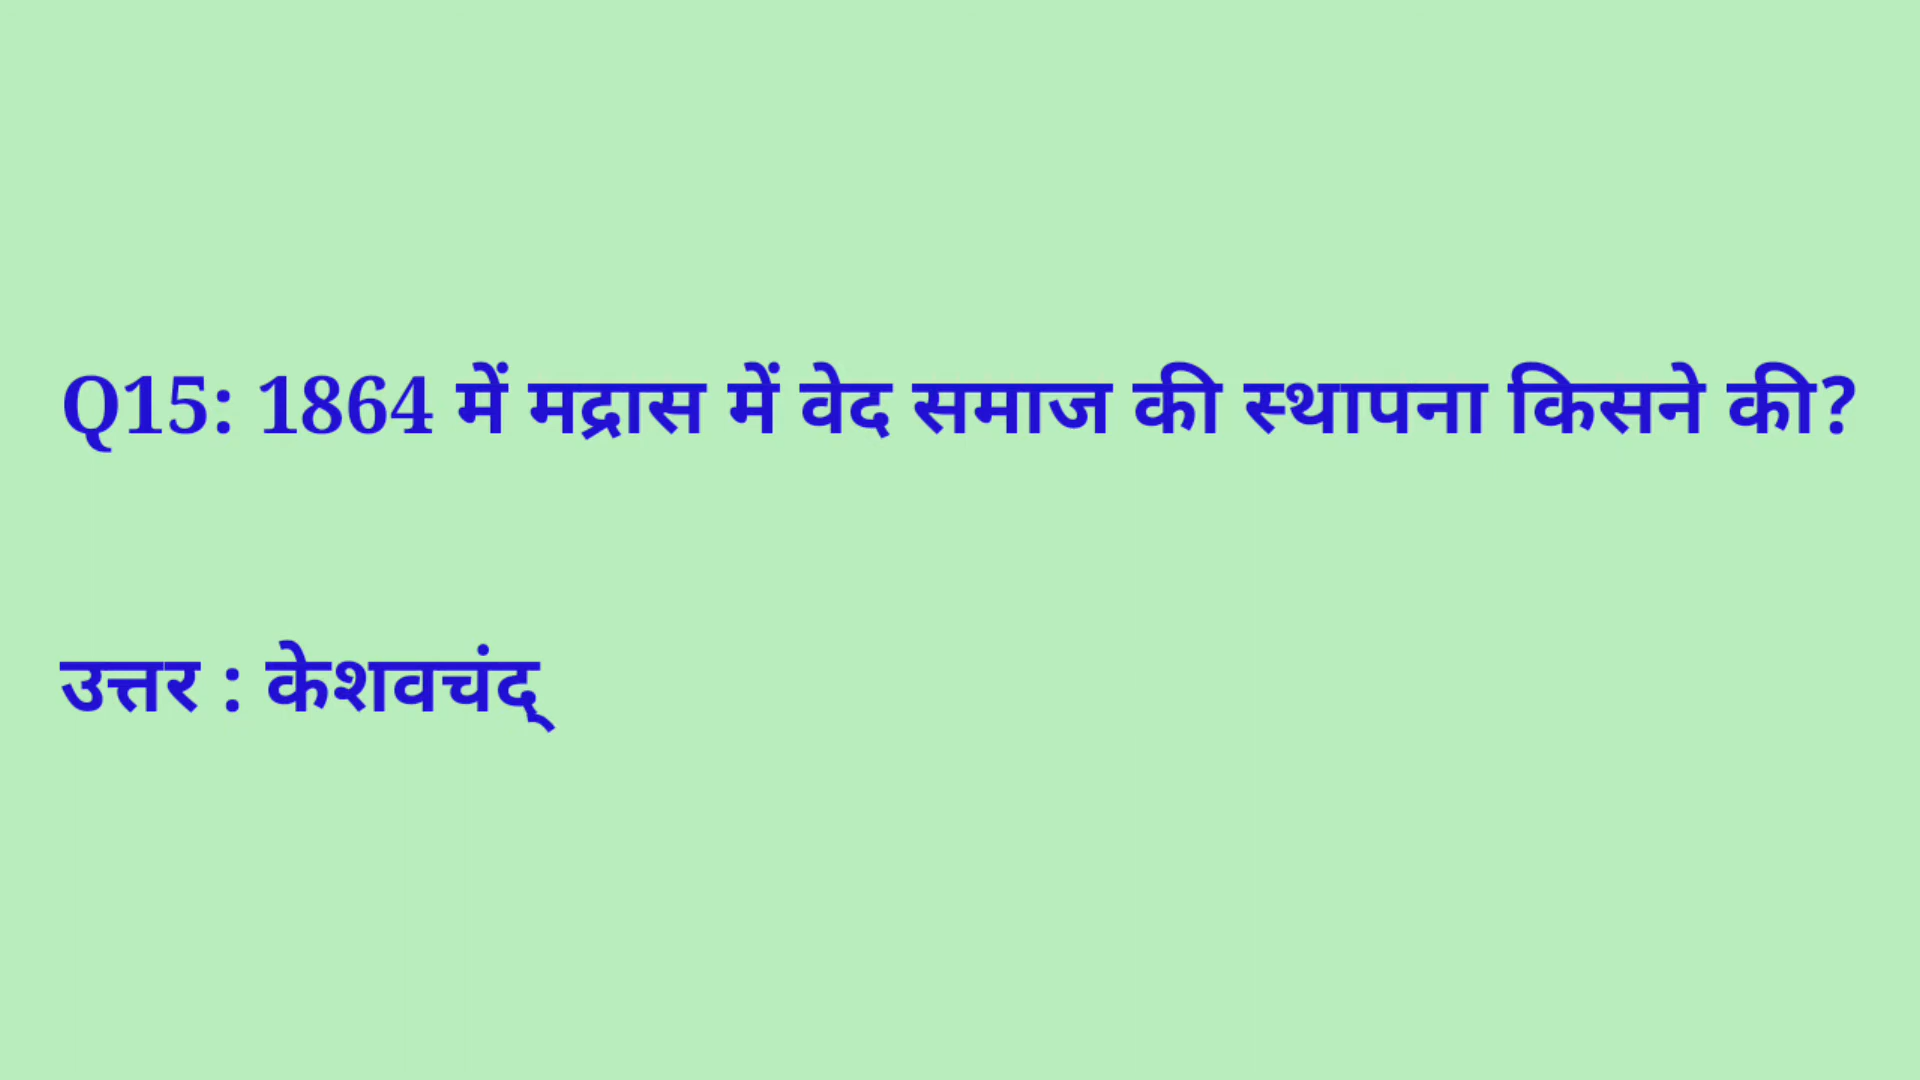 Q15: 1864 में मद्रास में वेद समाज की स्थापना किसने की?
उत्तर : केशवचंद्